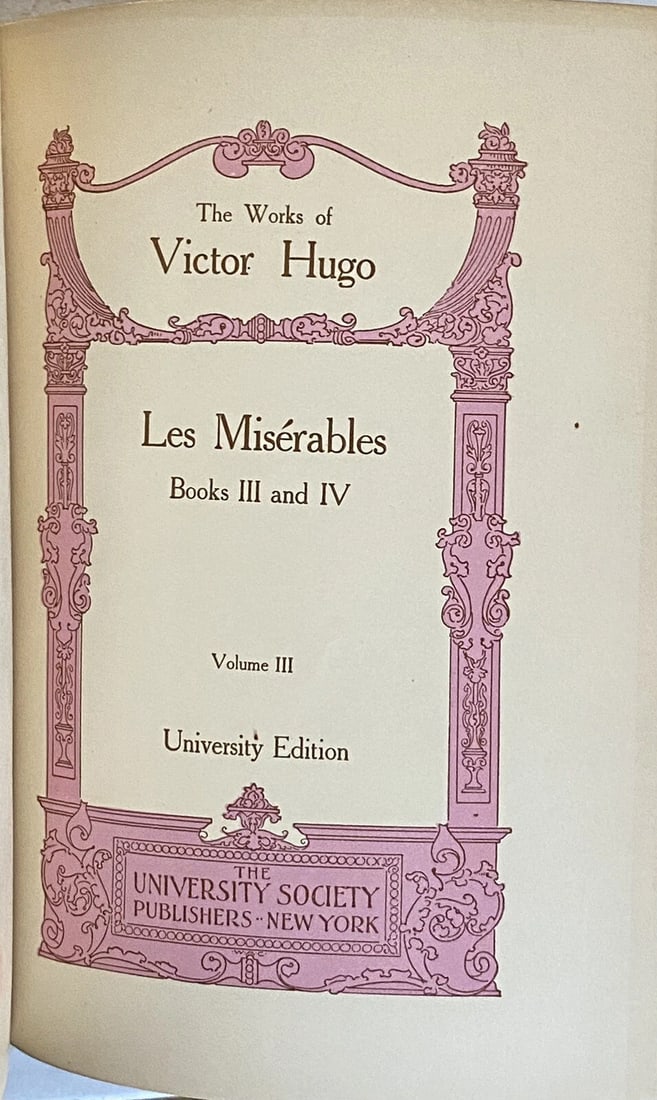 The Works of
Victor Hugo
Les Misérables
Books III and IV
Volume III
University Edition
THE
UNIVERSITY SOCIETY
PUBLISHERS·· NEW YORK